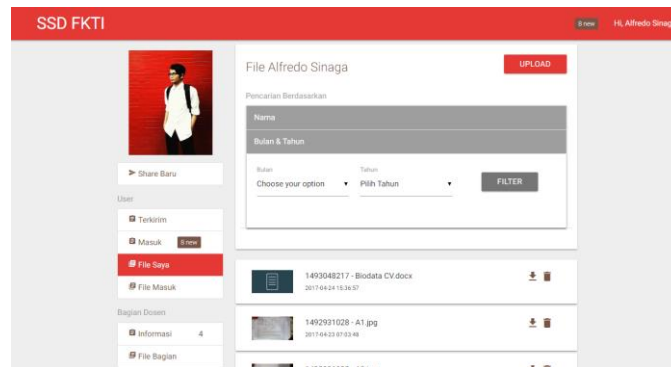 SSD FKTI
8 new
Hi, Alfredo Sinag
File Alfredo Sinaga
UPLOAD
Pencarian Berdasarkan
Nama
Bulan & Tahun
Bulan
Tahun
Choose your option
Pilih Tahun
FILTER
Share Baru
User
Terkirim
Masuk
8 new
File Saya
File Masuk
Bagian Dosen
Informasi 4
File Bagian
1493048217 - Biodata CV.docx
2017-04-24 15:36:57
1492931028 - A1.jpg
2017-04-23 07:03:48